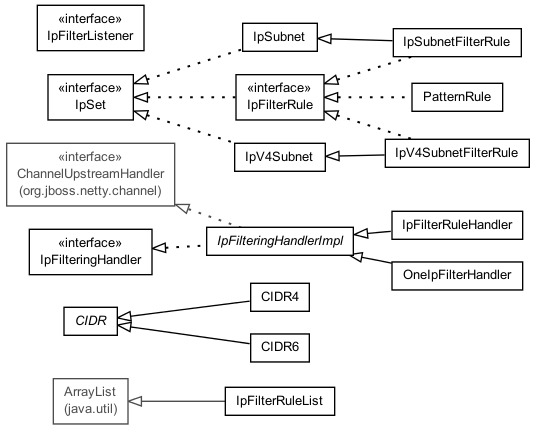 «interface»
IpFilterListener
IpSubnet
IpSubnetFilterRule
«interface»
IpSet
«interface»
IpFilterRule
PatternRule
IpV4Subnet
IpV4SubnetFilterRule
«interface»
ChannelUpstreamHandler
(org.jboss.netty.channel)
«interface»
IpFilteringHandler
IpFilteringHandlerImpl
IpFilterRuleHandler
OneIpFilterHandler
CIDR
CIDR4
CIDR6
ArrayList
(java.util)
IpFilterRuleList